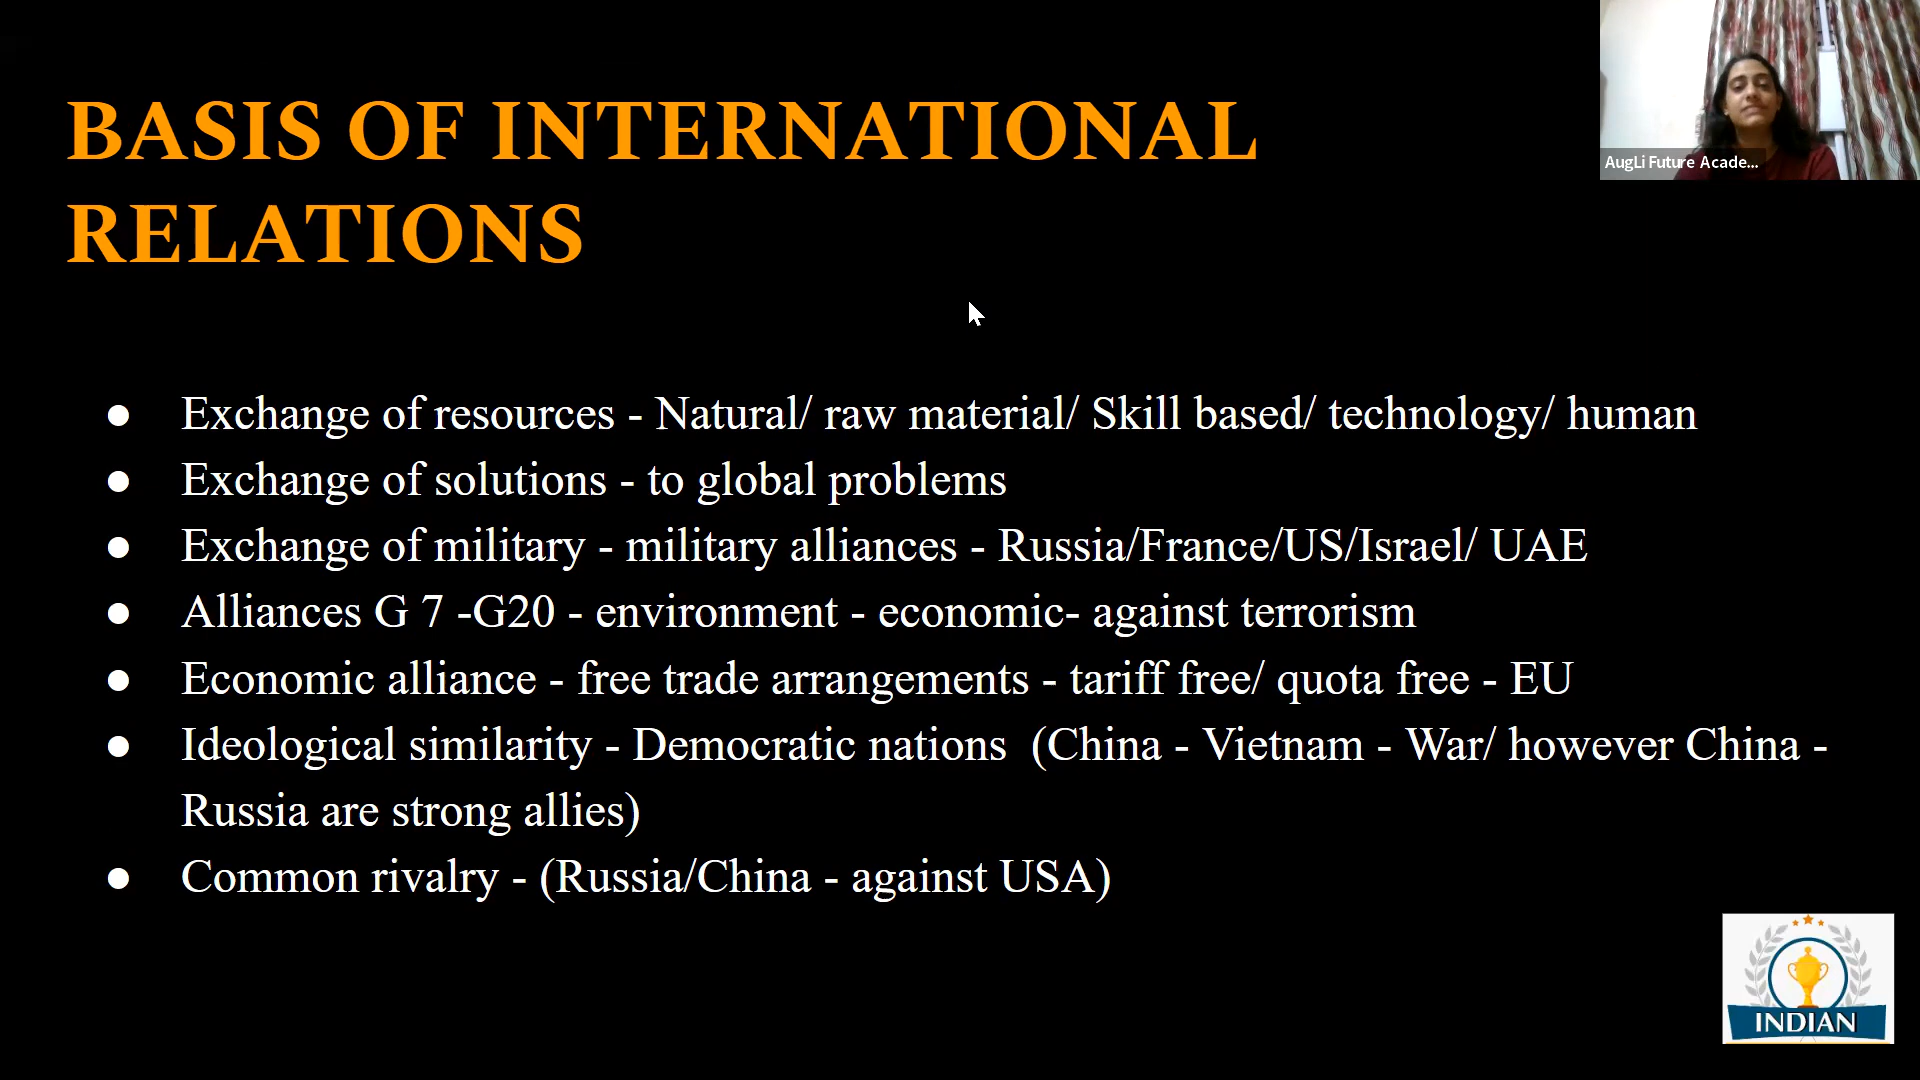 BASIS OF INTERNATIONAL
RELATIONS
AugLi Future Acade...
● Exchange of resources - Natural/ raw material/ Skill based/ technology/ human
● Exchange of solutions - to global problems
● Exchange of military - military alliances - Russia/France/US/Israel/ UAE
● Alliances G 7 -G20 - environment - economic- against terrorism
● Economic alliance - free trade arrangements - tariff free/ quota free - EU
● Ideological similarity - Democratic nations  (China - Vietnam - War/ however China -
Russia are strong allies)
● Common rivalry - (Russia/China - against USA)
INDIAN